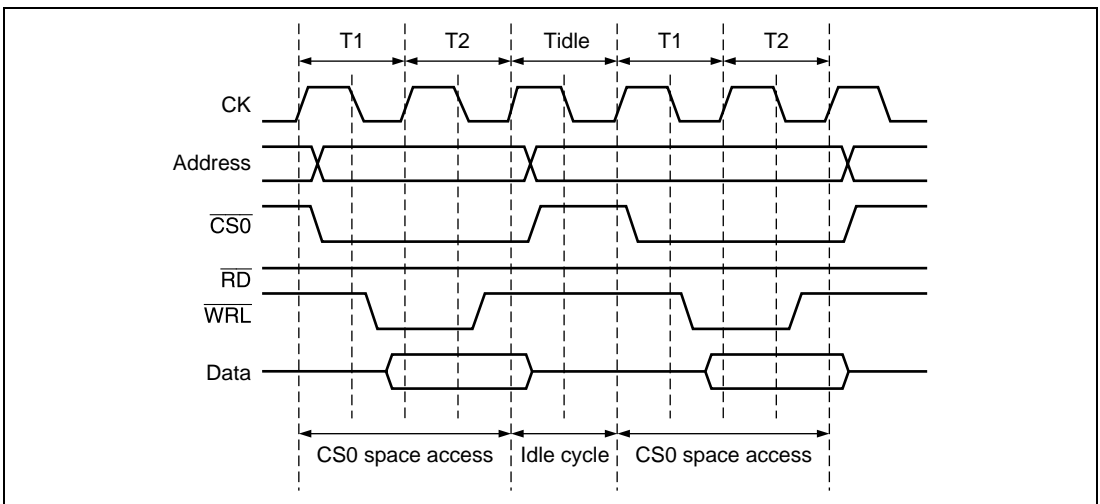 T1 T2 Tidle T1 T2
CK
Address
CS0
RD
WRL
Data
CS0 space access Idle cycle CS0 space access